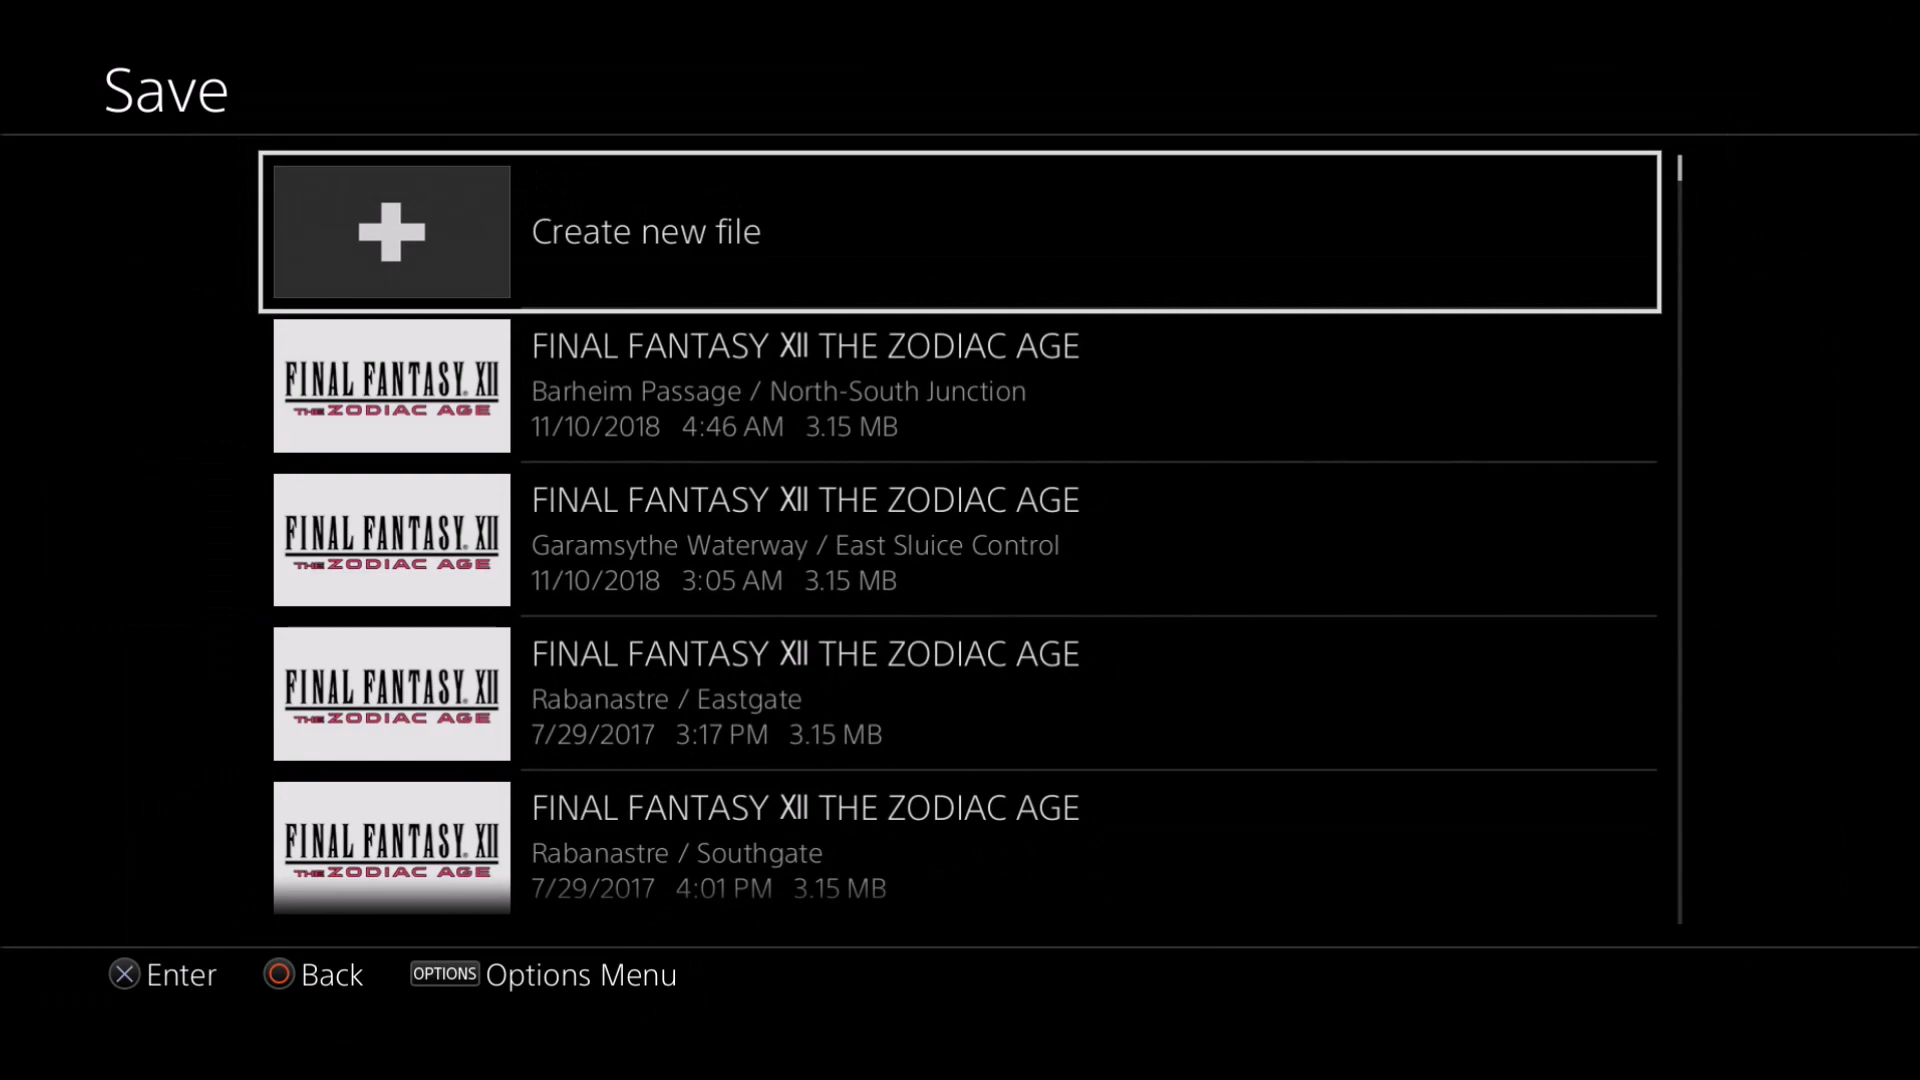 Save
Create new file
FINAL FANTASY XII
THE ZODIAC AGE
FINAL FANTASY XII THE ZODIAC AGE
Barheim Passage / North-South Junction
11/10/2018 4:46 AM 3.15 MB
FINAL FANTASY XII
THE ZODIAC AGE
FINAL FANTASY XII THE ZODIAC AGE
Garamsythe Waterway / East Sluice Control
11/10/2018 3:05 AM 3.15 MB
FINAL FANTASY XII
THE ZODIAC AGE
FINAL FANTASY XII THE ZODIAC AGE
Rabanastre / Eastgate
7/29/2017 3:17 PM 3.15 MB
FINAL FANTASY XII
THE ZODIAC AGE
FINAL FANTASY XII THE ZODIAC AGE
Rabanastre / Southgate
7/29/2017 4:01 PM 3.15 MB
Enter Back OPTIONS Options Menu